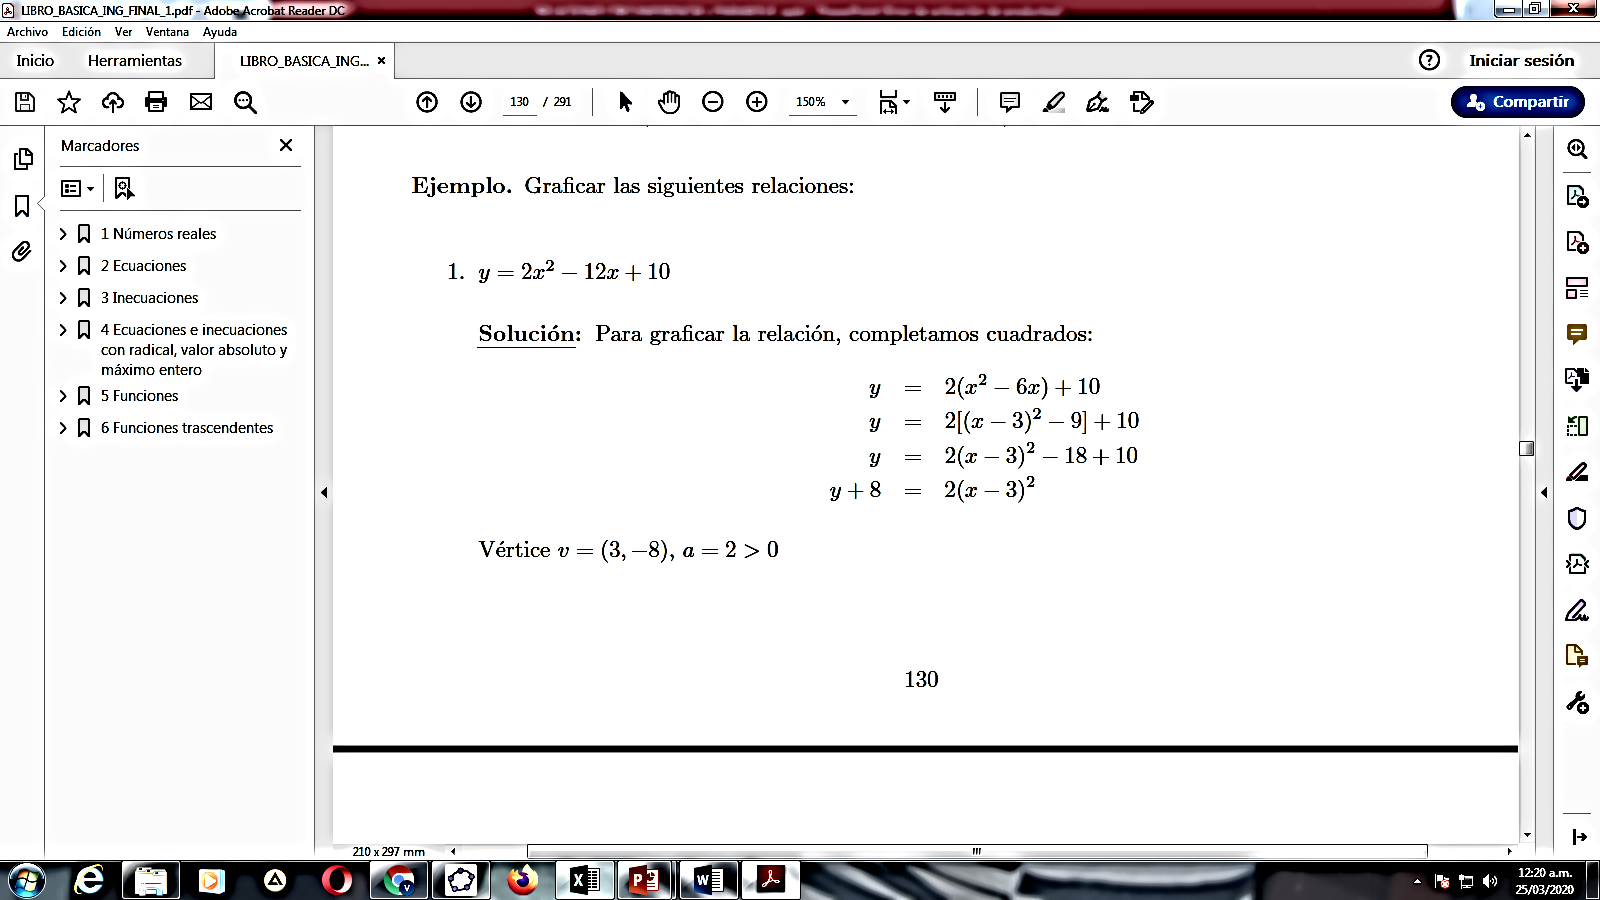 LIBRO_BASICA_ING_FINAL_1.pdf - Adobe Acrobat Reader DC
Archivo Edición Ver Ventana Ayuda
Inicio Herramientas LIBRO_BASICA_ING... × ? Iniciar sesión
130 / 291 150% Compartir
Marcadores
1 Números reales
2 Ecuaciones
3 Inecuaciones
4 Ecuaciones e inecuaciones
con radical, valor absoluto y
máximo entero
5 Funciones
6 Funciones trascendentes
Ejemplo. Graficar las siguientes relaciones:
1. y = 2x² − 12x + 10
Solución: Para graficar la relación, completamos cuadrados:
y = 2(x² − 6x) + 10
y = 2[(x − 3)² − 9] + 10
y = 2(x − 3)² − 18 + 10
y + 8 = 2(x − 3)²
Vértice v = (3, −8), a = 2 > 0
130
210 x 297 mm
12:20 a.m.
25/03/2020